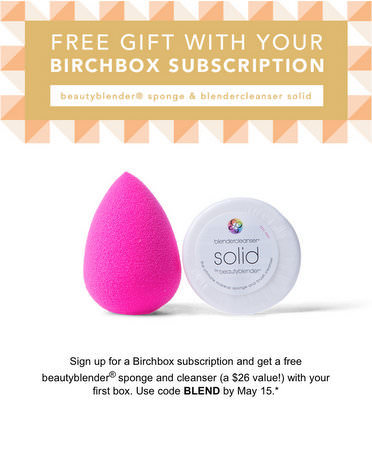 FREE GIFT WITH YOUR
BIRCHBOX SUBSCRIPTION
beautyblender® sponge & blendercleanser solid
blendercleanser®
solid
by beautyblender®
Sign up for a Birchbox subscription and get a free
beautyblender® sponge and cleanser (a $26 value!) with your
first box. Use code BLEND by May 15.*